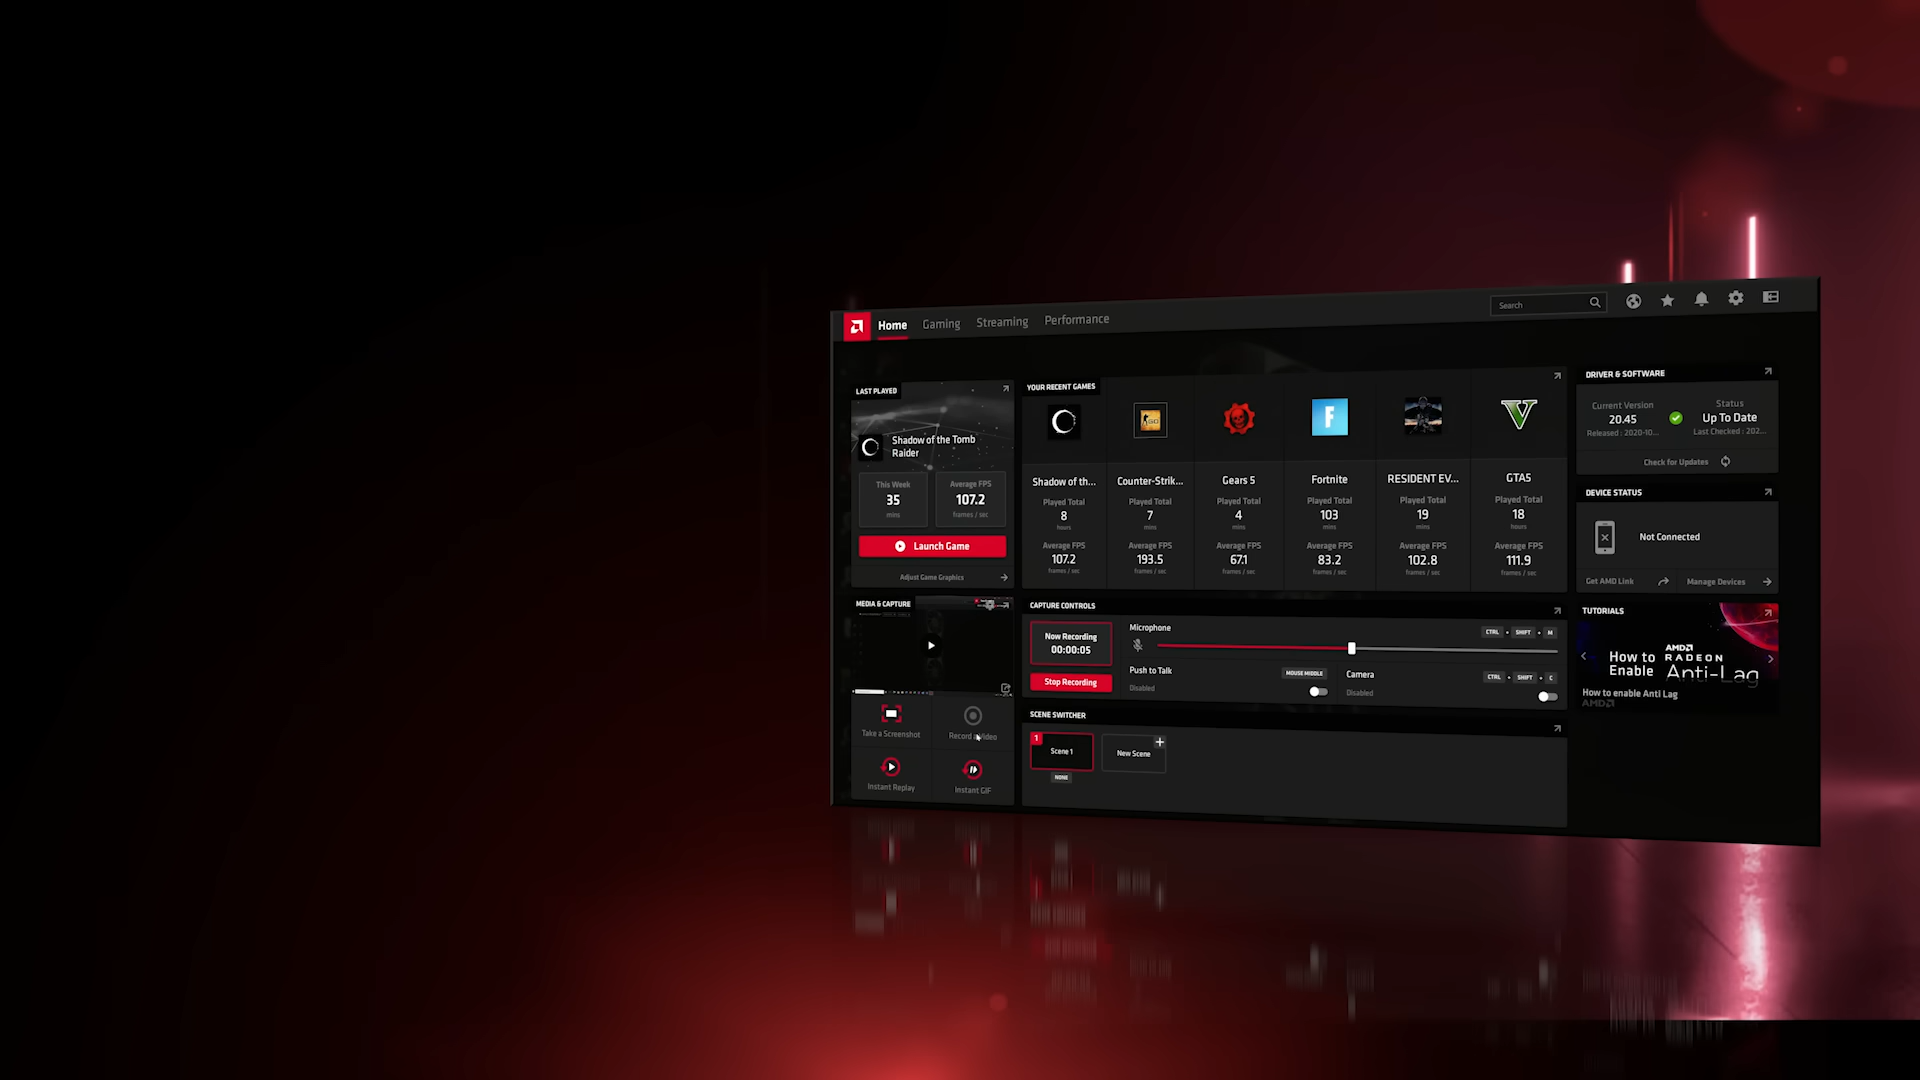 Home Gaming Streaming Performance
Search
LAST PLAYED
Shadow of the Tomb
Raider
This Week
35
mins
Average FPS
107.2
frames / sec
Launch Game
Adjust Game Graphics
YOUR RECENT GAMES
GO
F
V
Shadow of th... Counter-Strik... Gears 5 Fortnite RESIDENT EV... GTA5
Played Total Played Total Played Total Played Total Played Total Played Total
8 7 4 103 19 18
hours mins mins mins mins hours
Average FPS Average FPS Average FPS Average FPS Average FPS Average FPS
107.2 193.5 67.1 83.2 102.8 111.9
frames / sec frames / sec frames / sec frames / sec frames / sec frames / sec
DRIVER & SOFTWARE
Current Version
20.45
Released : 2020-10...
Status
Up To Date
Last Checked : 202...
Check for Updates
DEVICE STATUS
Not Connected
Get AMD Link
Manage Devices
MEDIA & CAPTURE
Take a Screenshot
Record a Video
Instant Replay
Instant GIF
CAPTURE CONTROLS
Now Recording
00:00:05
Stop Recording
Microphone
CTRL + SHIFT + M
Push to Talk
MOUSE MIDDLE
Disabled
Camera
CTRL + SHIFT + C
Disabled
SCENE SWITCHER
1
Scene 1
NONE
New Scene
TUTORIALS
How to
Enable
AMD
RADEON
Anti-Lag
How to enable Anti Lag
AMD